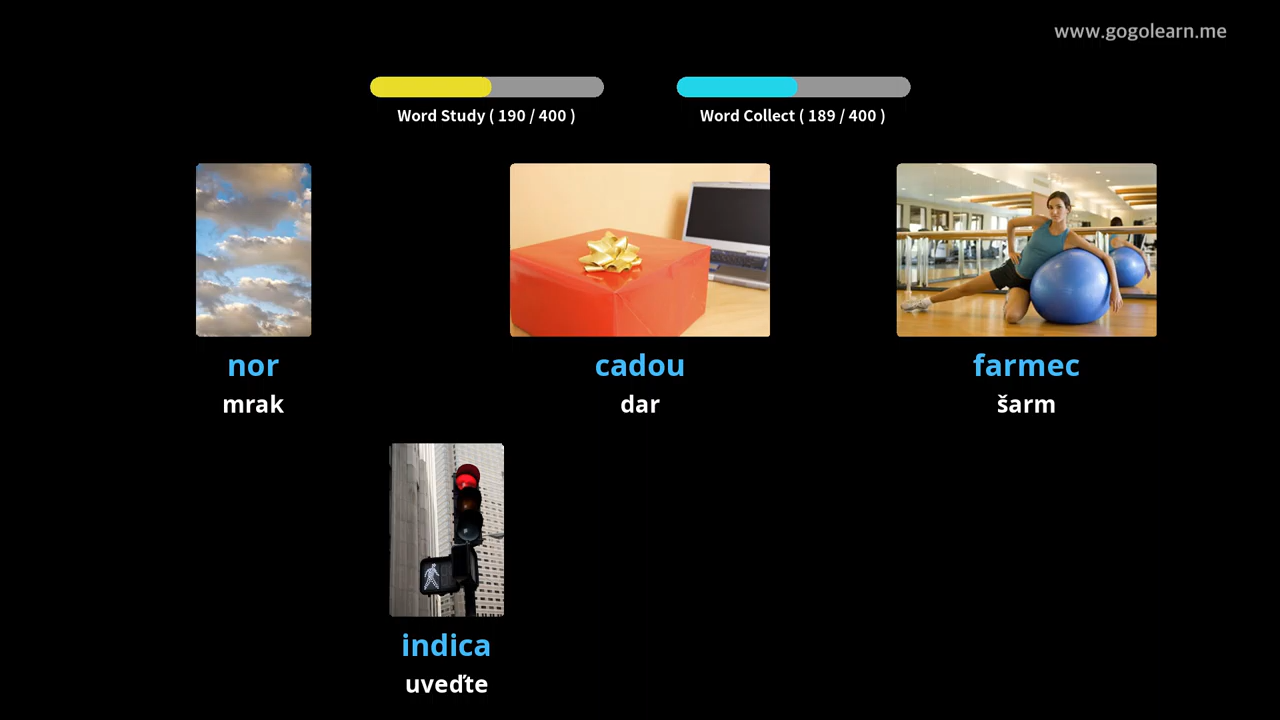 www.gogolearn.me
Word Study ( 190 / 400 )
Word Collect ( 189 / 400 )
nor
mrak
cadou
dar
farmec
šarm
indica
uveďte